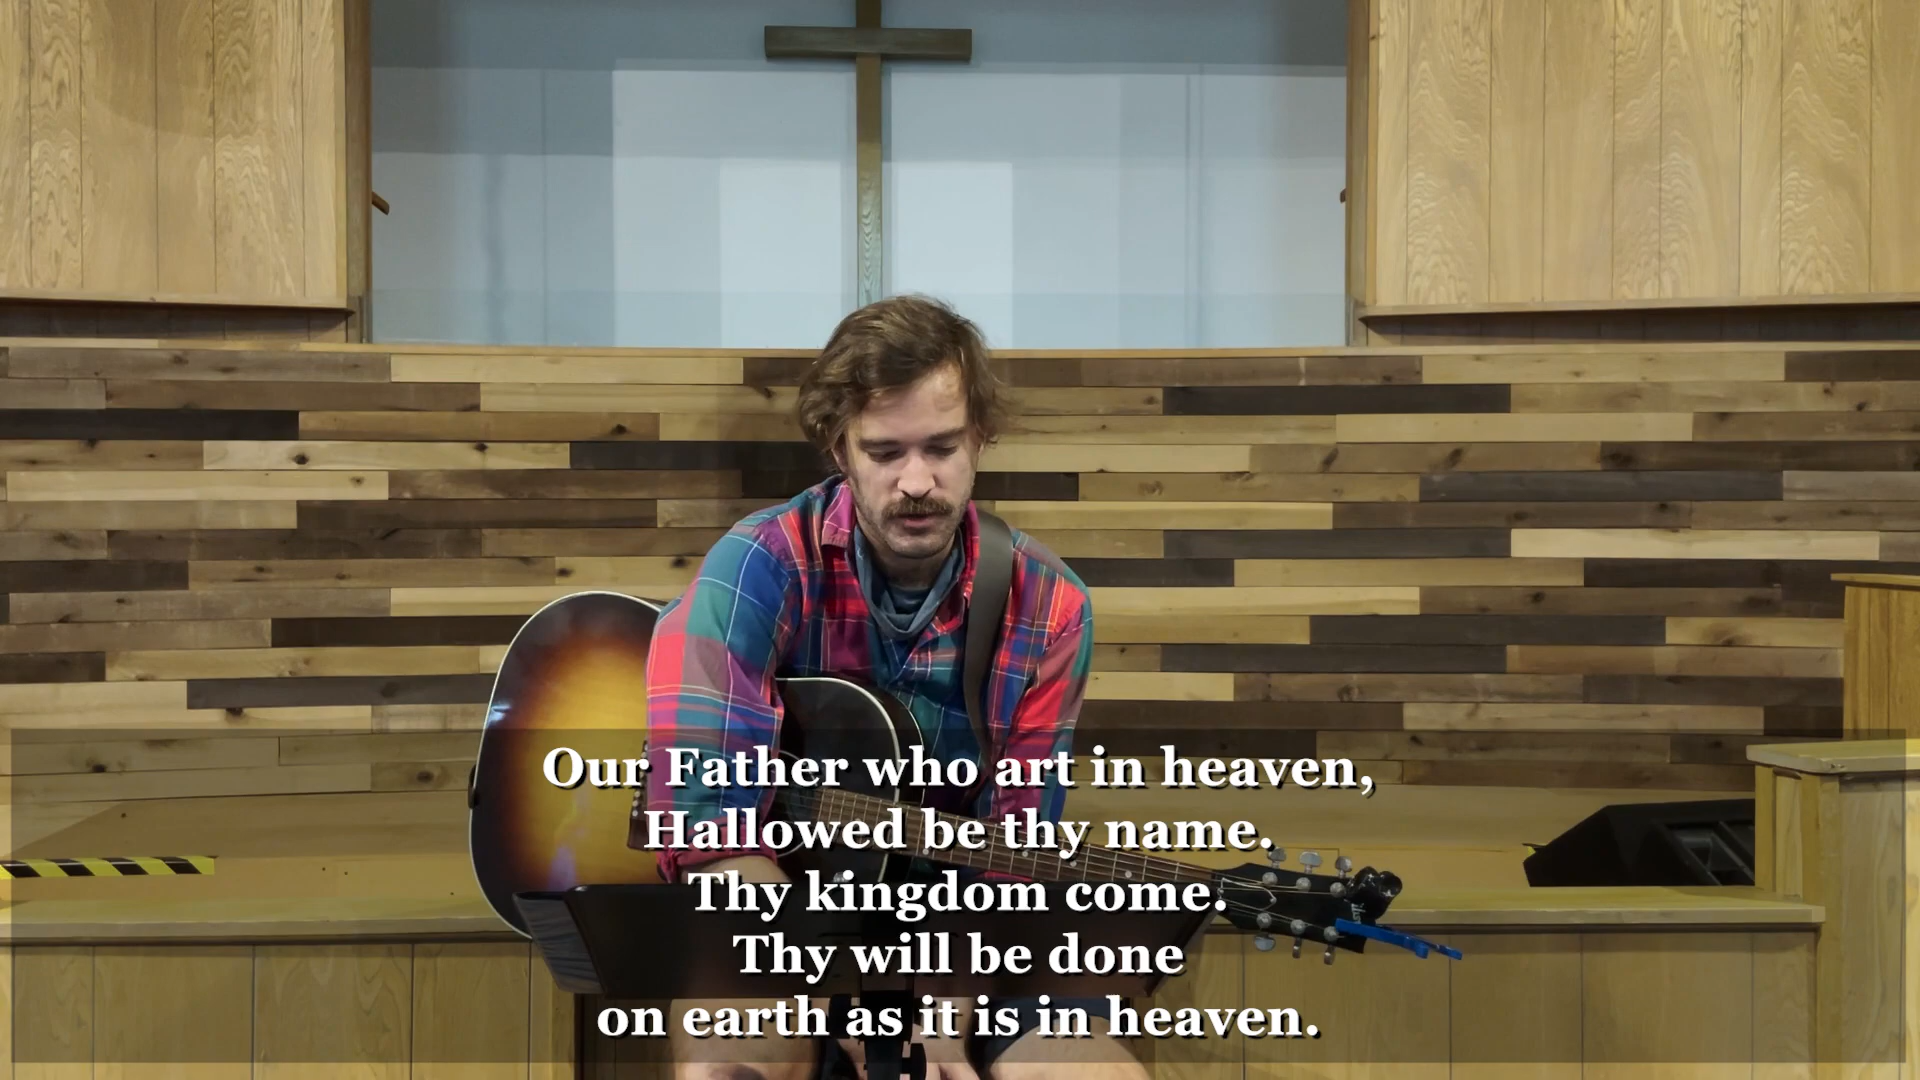 Our Father who art in heaven,
Hallowed be thy name.
Thy kingdom come.
Thy will be done
on earth as it is in heaven.